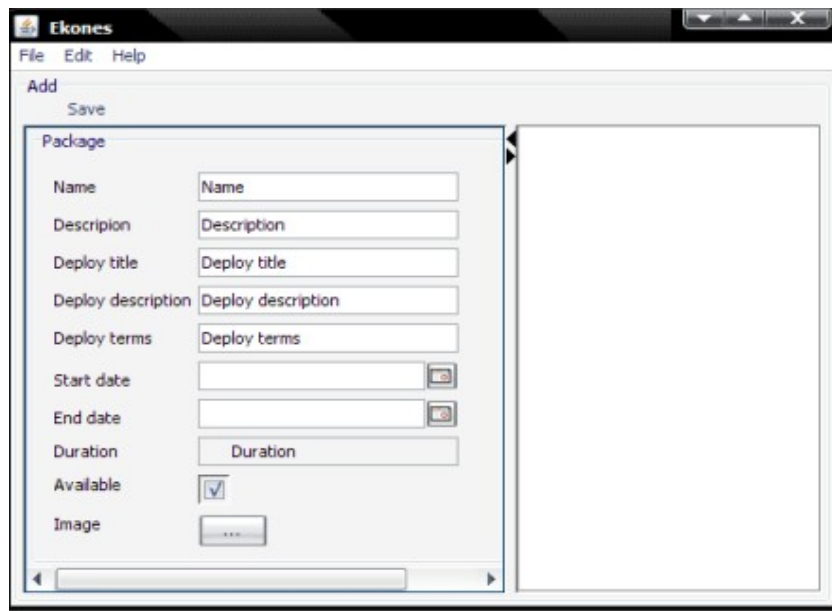 Ekones
File Edit Help
Add
Save
Package
Name Name
Descripion Description
Deploy title Deploy title
Deploy description Deploy description
Deploy terms Deploy terms
Start date
End date
Duration Duration
Available
Image ...